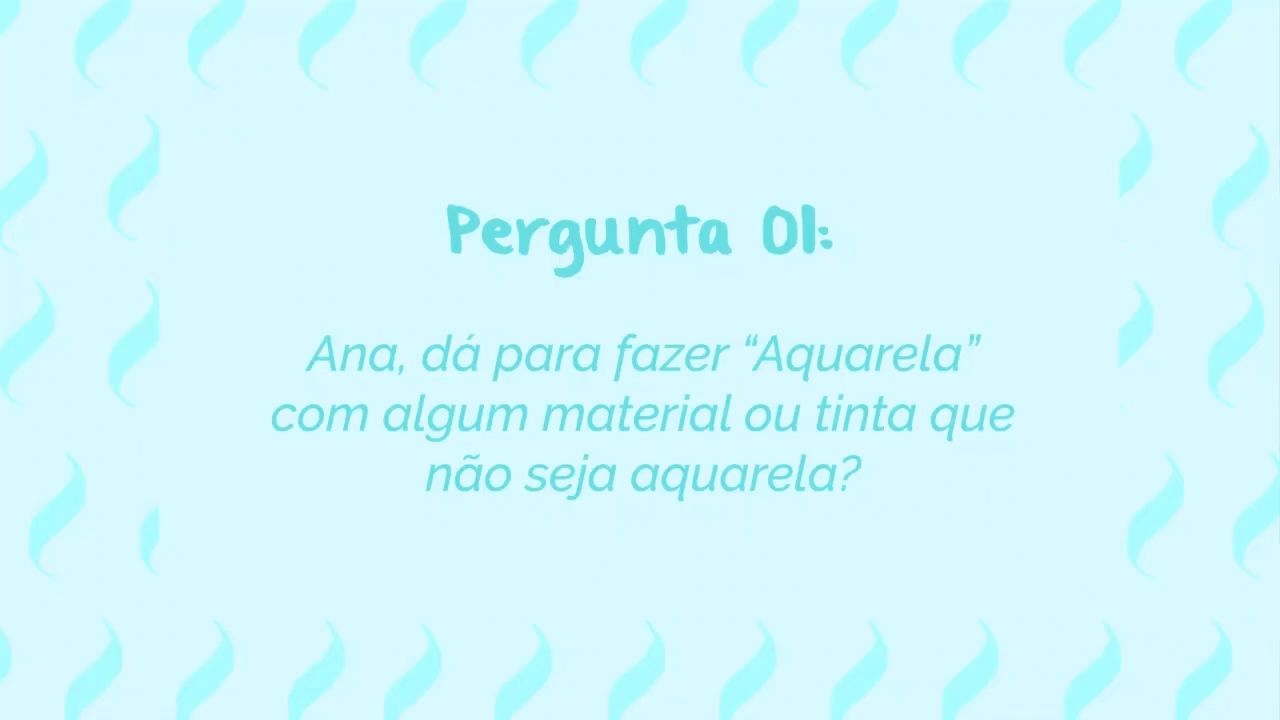 Pergunta 01:
Ana, dá para fazer “Aquarela”
com algum material ou tinta que
não seja aquarela?